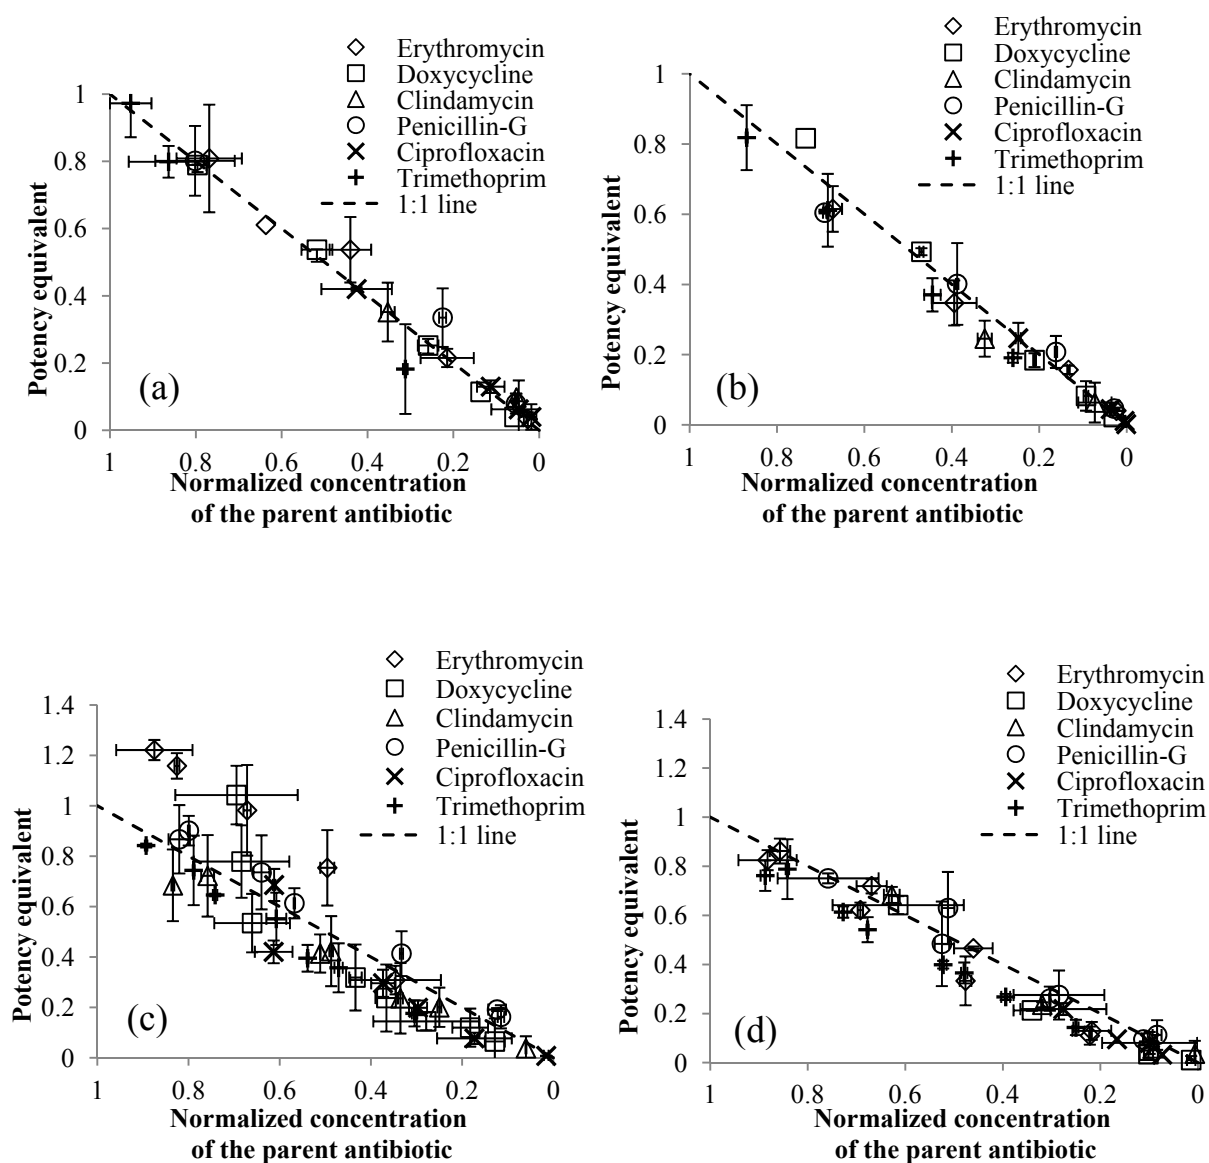 Erythromycin
Doxycycline
Clindamycin
Penicillin-G
Ciprofloxacin
Trimethoprim
1:1 line
1
0.8
0.6
0.4
0.2
0
Potency equivalent
(a)
1 0.8 0.6 0.4 0.2 0
Normalized concentration
of the parent antibiotic
Erythromycin
Doxycycline
Clindamycin
Penicillin-G
Ciprofloxacin
Trimethoprim
1:1 line
1
0.8
0.6
0.4
0.2
0
Potency equivalent
(b)
1 0.8 0.6 0.4 0.2 0
Normalized concentration
of the parent antibiotic
Erythromycin
Doxycycline
Clindamycin
Penicillin-G
Ciprofloxacin
Trimethoprim
1:1 line
1.4
1.2
1
0.8
0.6
0.4
0.2
0
Potency equivalent
(c)
1 0.8 0.6 0.4 0.2 0
Normalized concentration
of the parent antibiotic
Erythromycin
Doxycycline
Clindamycin
Penicillin-G
Ciprofloxacin
Trimethoprim
1:1 line
1.4
1.2
1
0.8
0.6
0.4
0.2
0
Potency equivalent
(d)
1 0.8 0.6 0.4 0.2 0
Normalized concentration
of the parent antibiotic